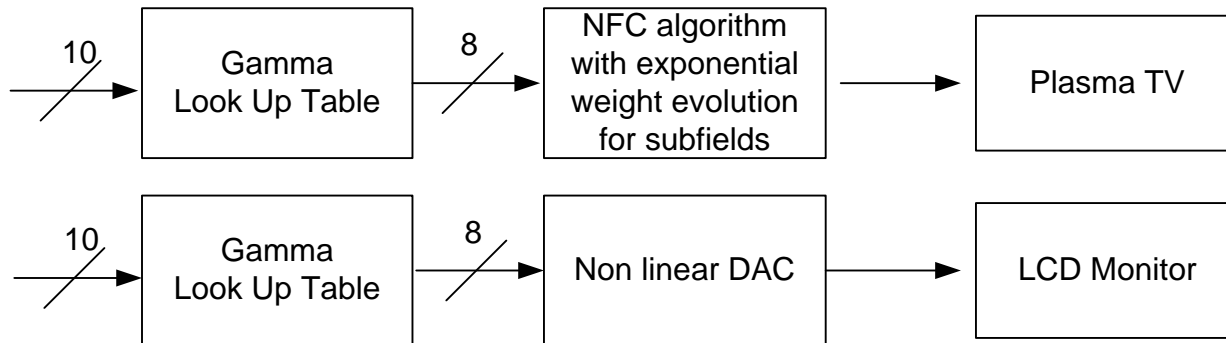 10
Gamma
Look Up Table
8
NFC algorithm
with exponential
weight evolution
for subfields
Plasma TV
10
Gamma
Look Up Table
8
Non linear DAC
LCD Monitor